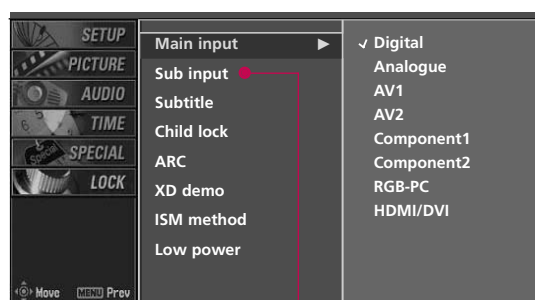 SETUP
PICTURE
AUDIO
TIME
SPECIAL
LOCK
Move MENU Prev
Main input ►
Sub input
Subtitle
Child lock
ARC
XD demo
ISM method
Low power
✓ Digital
Analogue
AV1
AV2
Component1
Component2
RGB-PC
HDMI/DVI